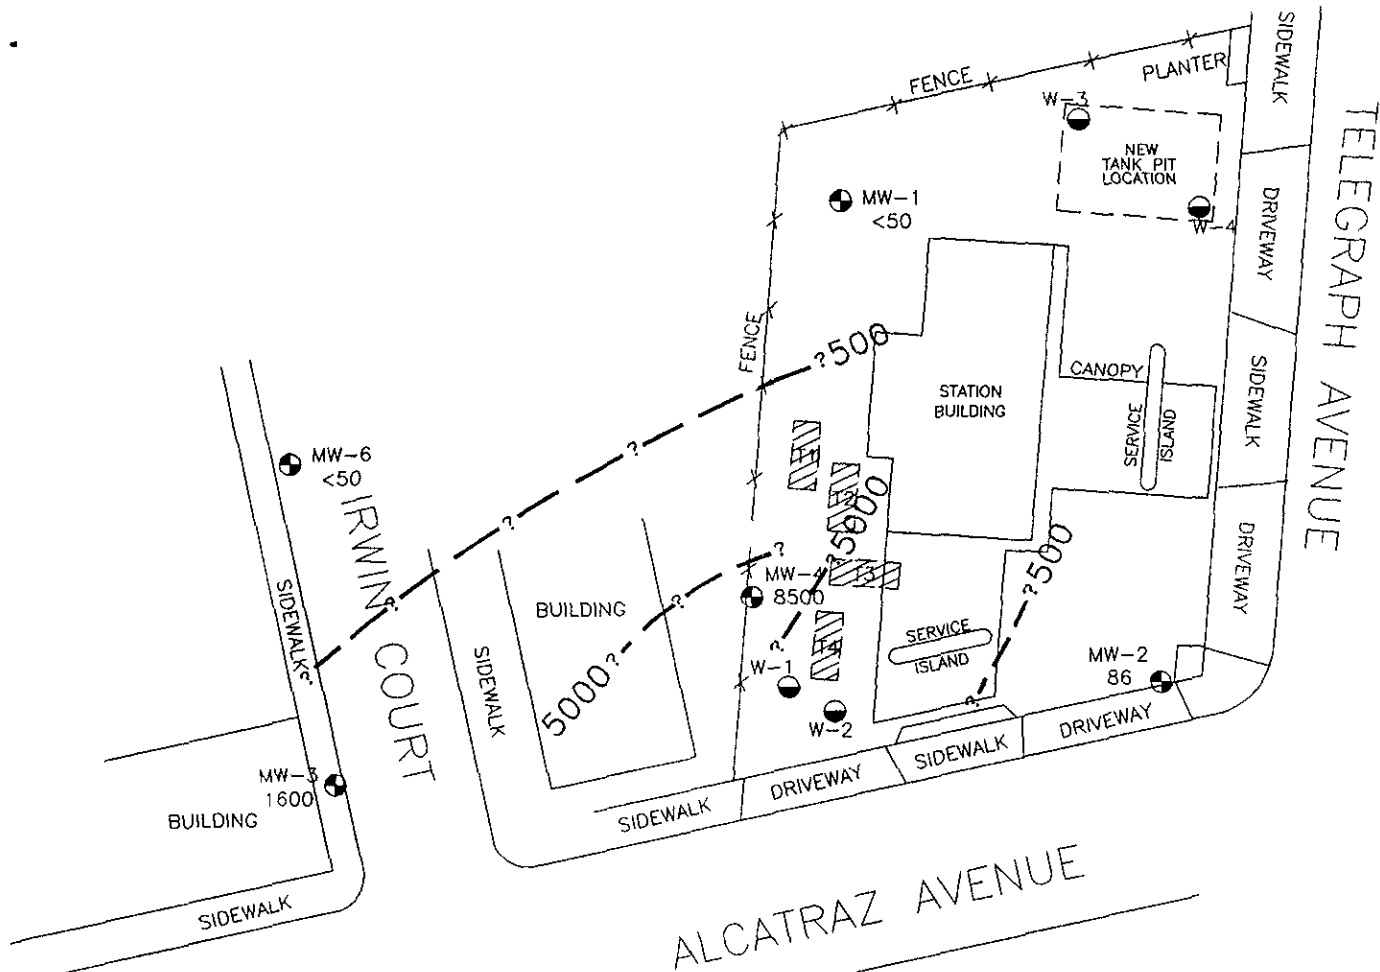 SIDEWALK
FENCE
PLANTER
W-3
TELEGRAPH AVENUE
NEW
TANK PIT
LOCATION
MW-1
<50
W-4
DRIVEWAY
FENCE
?500
CANOPY
STATION
BUILDING
SERVICE
ISLAND
SIDEWALK
MW-6
<50
?
T1
T2
?5000
?
IRWIN COURT
DRIVEWAY
?
MW-4
8500
T3
?500
SIDEWALK
?
BUILDING
?
SERVICE
ISLAND
T4
?
SIDEWALK
5000?
W-1
MW-2
86
?
W-2
DRIVEWAY
SIDEWALK
MW-3
1600
BUILDING
DRIVEWAY
SIDEWALK
SIDEWALK
ALCATRAZ AVENUE